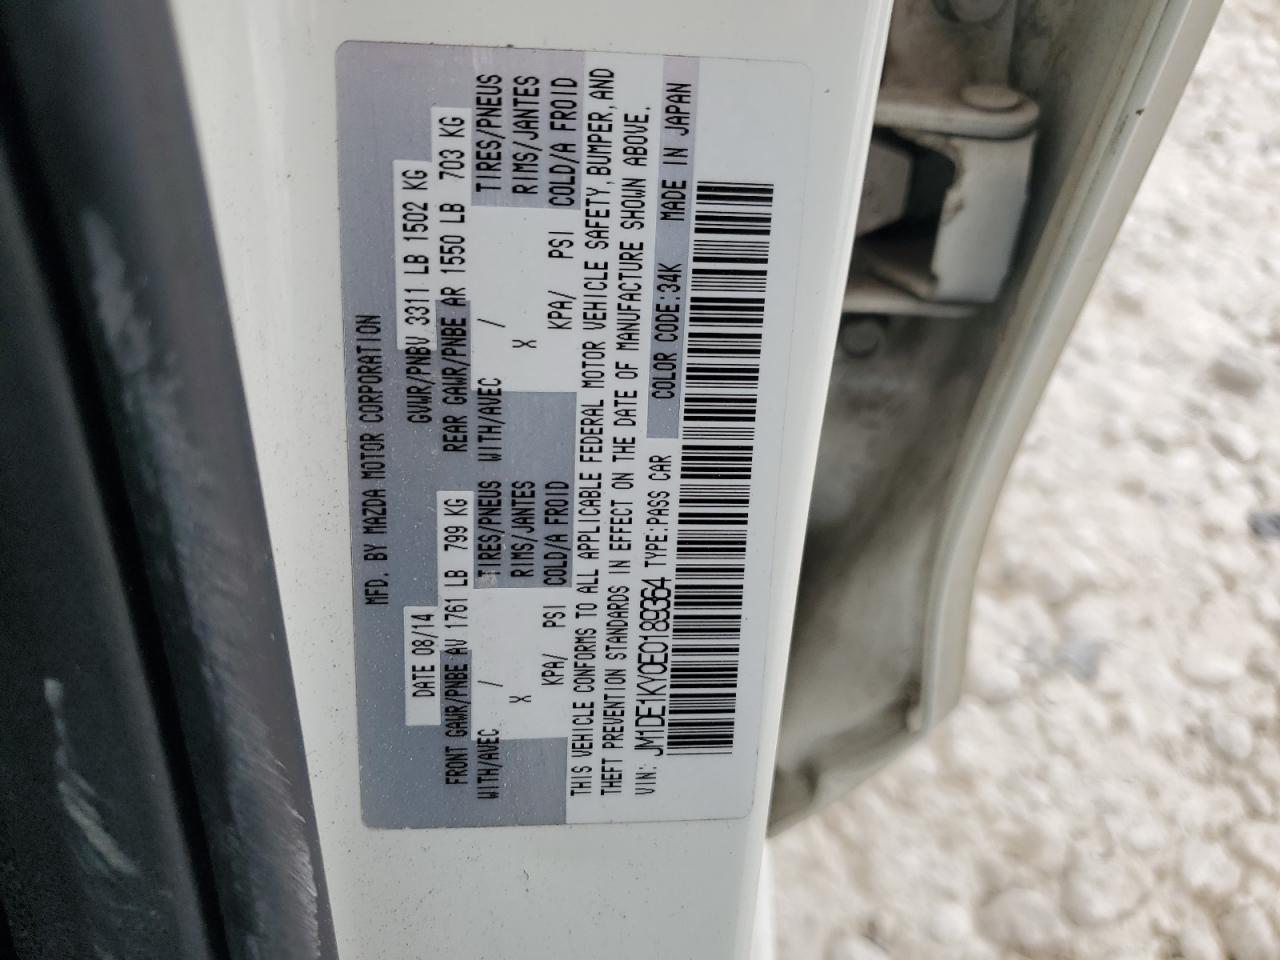 MFD. BY MAZDA MOTOR CORPORATION
DATE 08/14 GVWR/PNBV 3311 LB 1502 KG
FRONT GAWR/PNBE AV 1761 LB 799 KG REAR GAWR/PNBE AR 1550 LB 703 KG
WITH/AVEC / TIRES/PNEUS WITH/AVEC / TIRES/PNEUS
X RIMS/JANTES X RIMS/JANTES
KPA/ PSI COLD/A FROID KPA/ PSI COLD/A FROID
THIS VEHICLE CONFORMS TO ALL APPLICABLE FEDERAL MOTOR VEHICLE SAFETY, BUMPER, AND
THEFT PREVENTION STANDARDS IN EFFECT ON THE DATE OF MANUFACTURE SHOWN ABOVE.
VIN: JM1DE1KY0E0189364 TYPE:PASS CAR COLOR CODE:34K MADE IN JAPAN